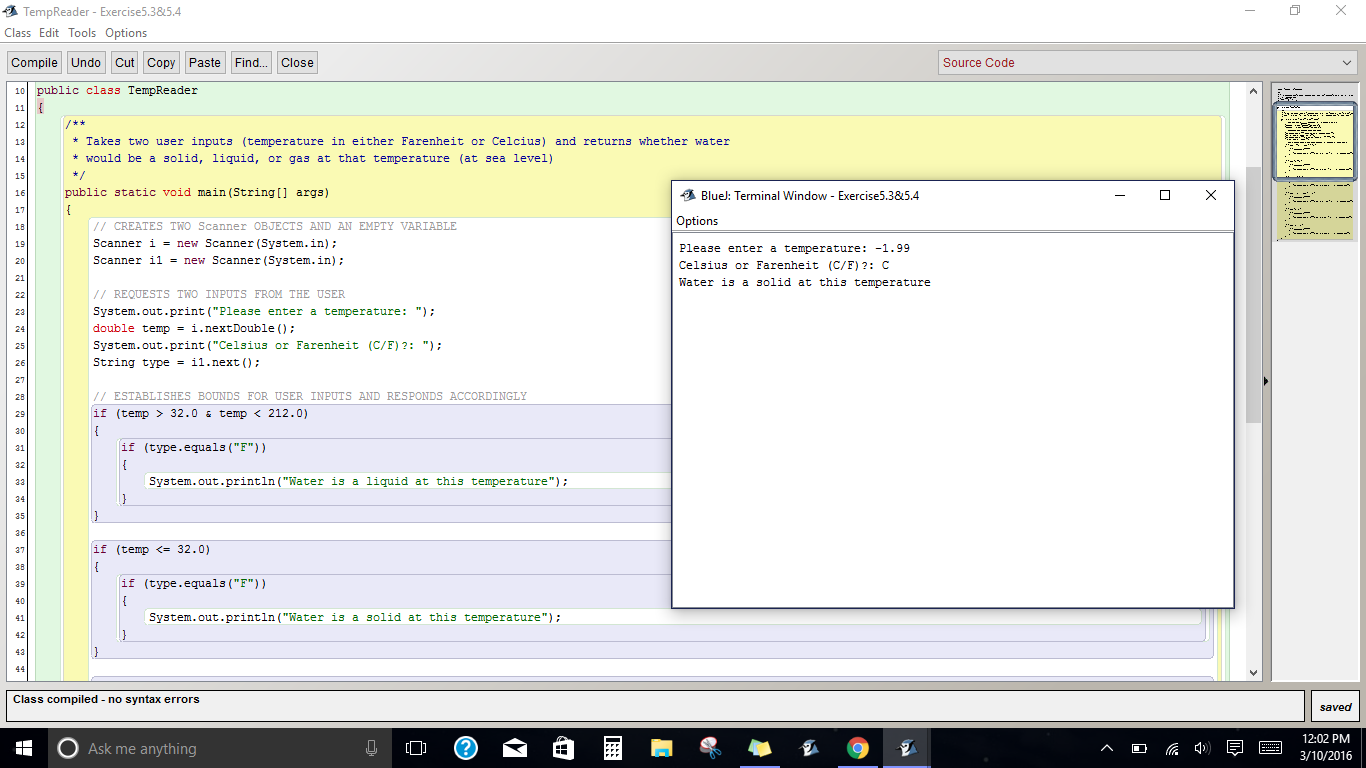 TempReader - Exercise5.3&5.4
Class Edit Tools Options
Compile Undo Cut Copy Paste Find... Close
Source Code
10 public class TempReader
11 {
12 /**
13 * Takes two user inputs (temperature in either Farenheit or Celcius) and returns whether water
14 * would be a solid, liquid, or gas at that temperature (at sea level)
15 */
16 public static void main(String[] args)
17 {
18 // CREATES TWO Scanner OBJECTS AND AN EMPTY VARIABLE
19 Scanner i = new Scanner(System.in);
20 Scanner i1 = new Scanner(System.in);
21
22 // REQUESTS TWO INPUTS FROM THE USER
23 System.out.print("Please enter a temperature: ");
24 double temp = i.nextDouble();
25 System.out.print("Celsius or Farenheit (C/F)?: ");
26 String type = i1.next();
27
28 // ESTABLISHES BOUNDS FOR USER INPUTS AND RESPONDS ACCORDINGLY
29 if (temp > 32.0 & temp < 212.0)
30 {
31 if (type.equals("F"))
32 {
33 System.out.println("Water is a liquid at this temperature");
34 }
35 }
36
37 if (temp <= 32.0)
38 {
39 if (type.equals("F"))
40 {
41 System.out.println("Water is a solid at this temperature");
42 }
43 }
44
BlueJ: Terminal Window - Exercise5.3&5.4
Options
Please enter a temperature: -1.99
Celsius or Farenheit (C/F)?: C
Water is a solid at this temperature
Class compiled - no syntax errors
saved
Ask me anything
12:02 PM
3/10/2016